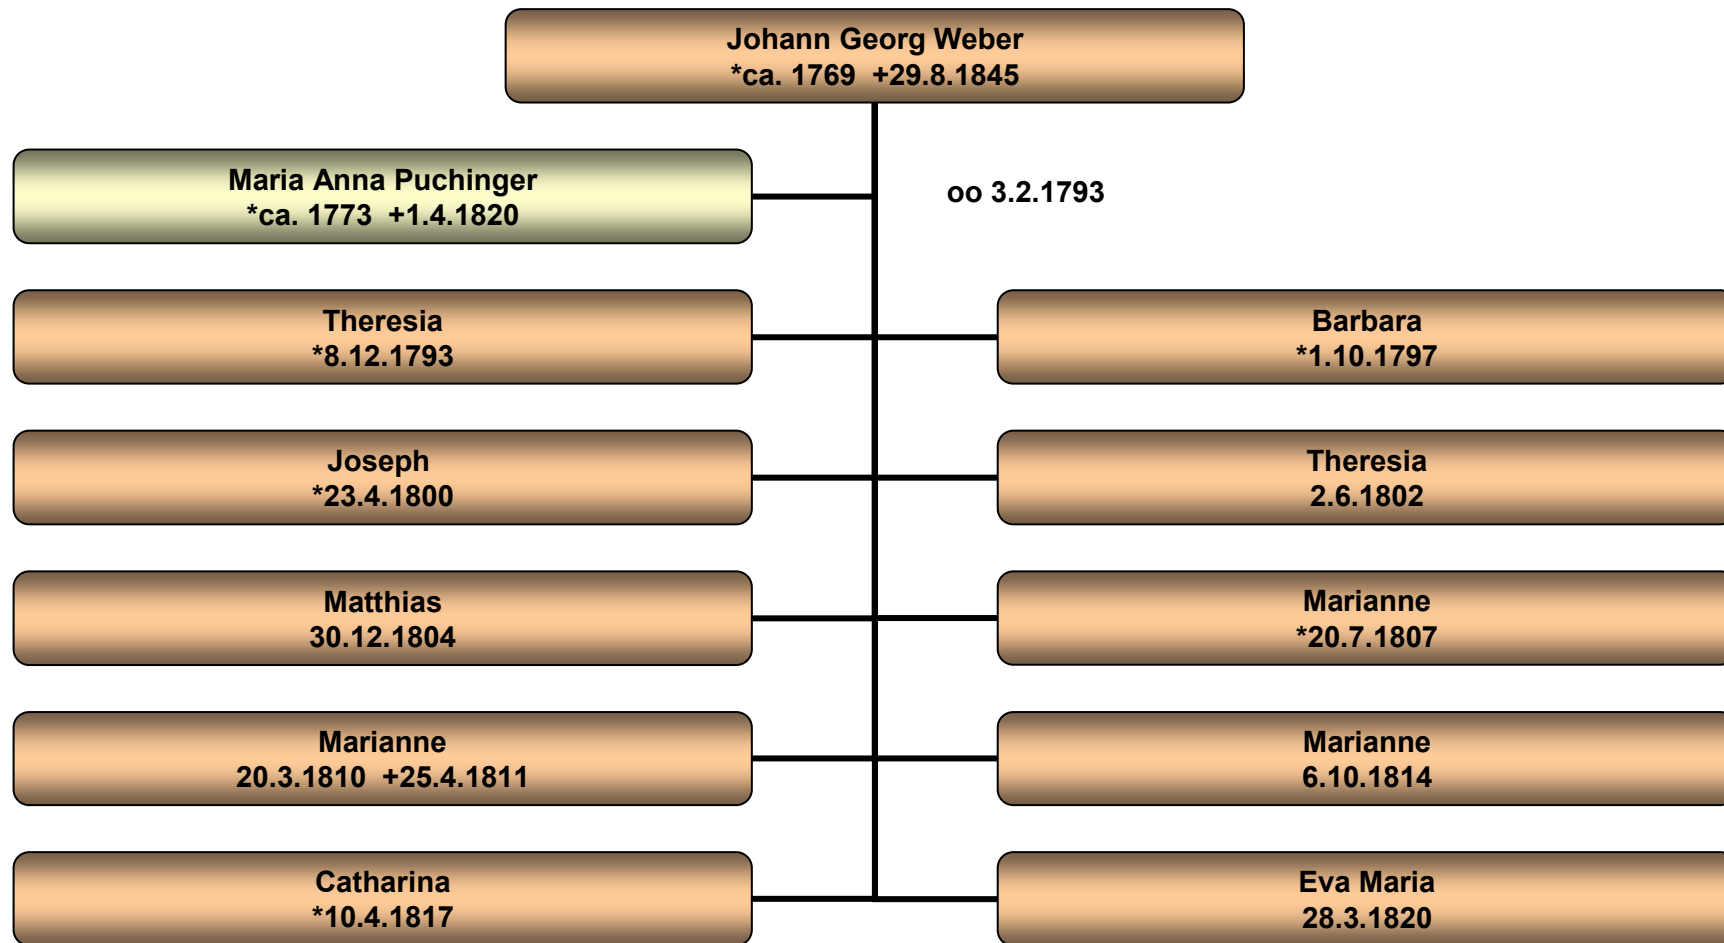 Johann Georg Weber
*ca. 1769  +29.8.1845
Maria Anna Puchinger
*ca. 1773  +1.4.1820
oo 3.2.1793
Theresia
*8.12.1793
Barbara
*1.10.1797
Joseph
*23.4.1800
Theresia
2.6.1802
Matthias
30.12.1804
Marianne
*20.7.1807
Marianne
20.3.1810  +25.4.1811
Marianne
6.10.1814
Catharina
*10.4.1817
Eva Maria
28.3.1820